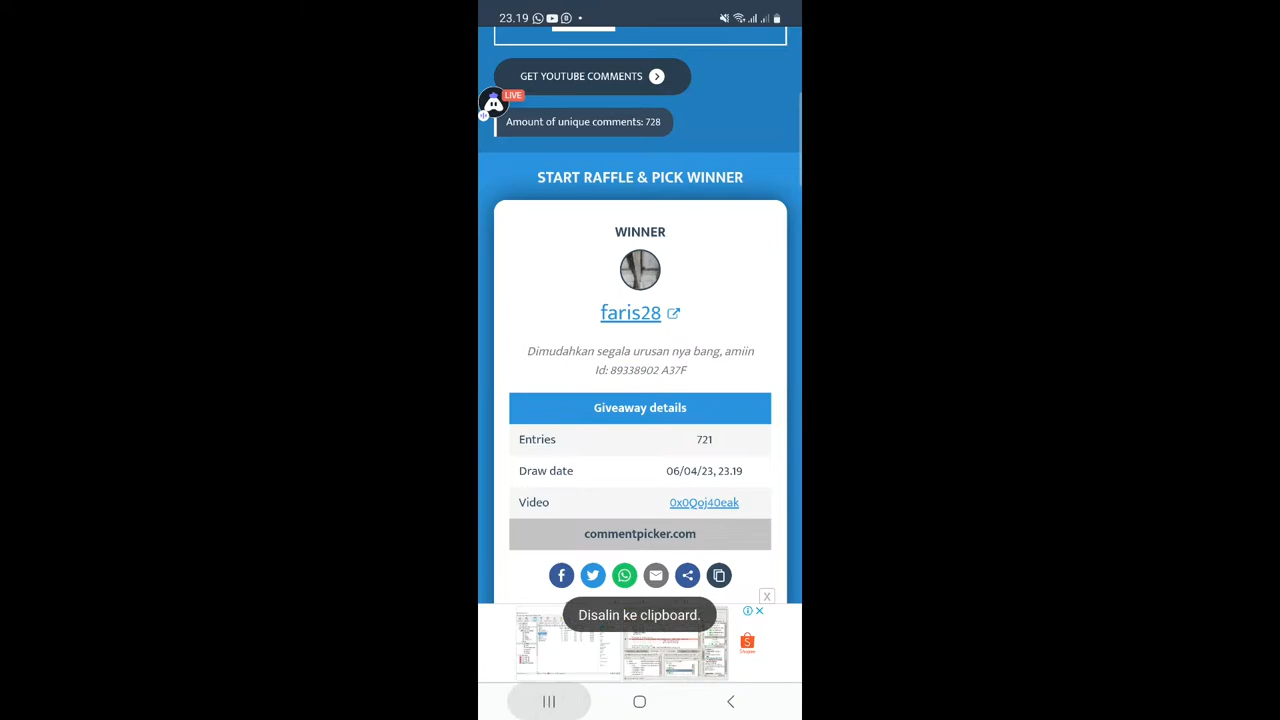 23.19
GET YOUTUBE COMMENTS
LIVE
Amount of unique comments: 728
START RAFFLE & PICK WINNER
WINNER
faris28
Dimudahkan segala urusan nya bang, amiin
Id: 89338902 A37F
Giveaway details
Entries 721
Draw date 06/04/23, 23.19
Video 0x0Qoj40eak
commentpicker.com
X
Disalin ke clipboard.
Shopee